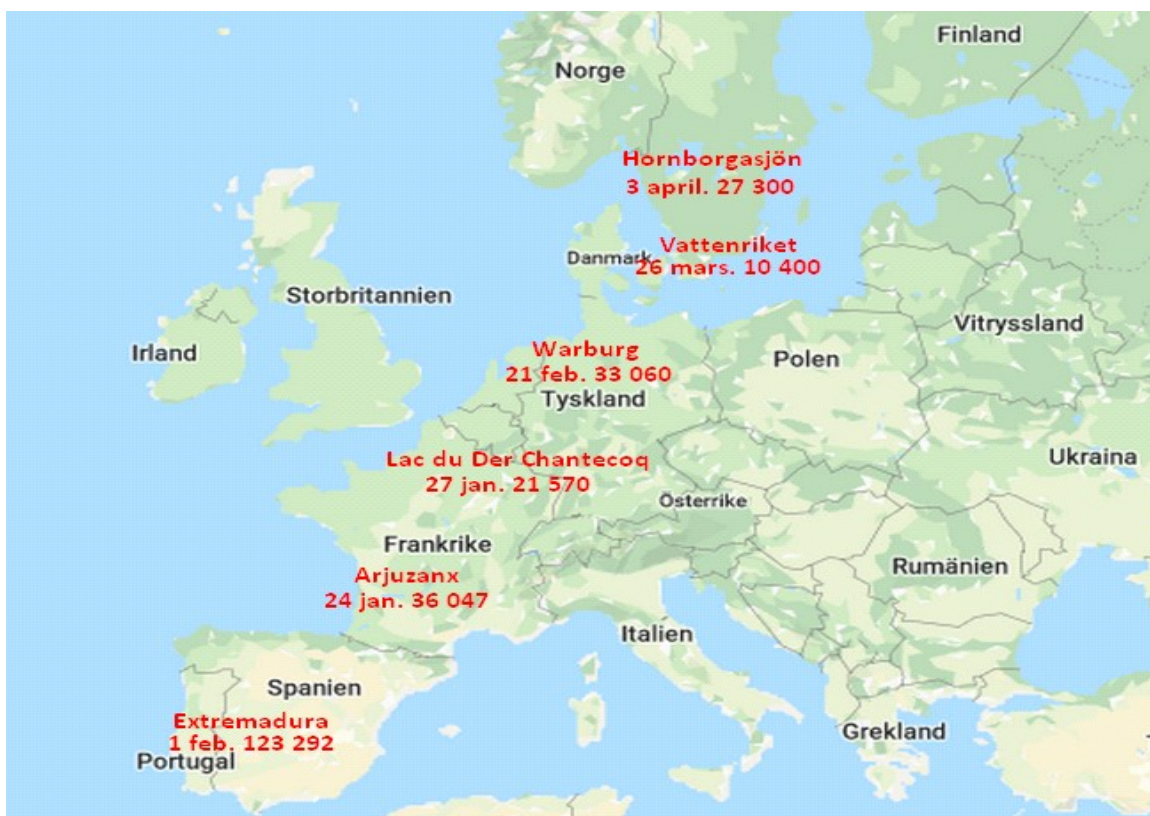 Finland
Norge
Hornborgasjön
3 april. 27 300
Vattenriket
Danmark
26 mars. 10 400
Storbritannien
Vitryssland
Irland
Warburg
21 feb. 33 060
Polen
Tyskland
Lac du Der Chantecoq
27 jan. 21 570
Ukraina
Österrike
Frankrike
Rumänien
Arjuzanx
24 jan. 36 047
Italien
Spanien
Extremadura
1 feb. 123 292
Grekland
Portugal